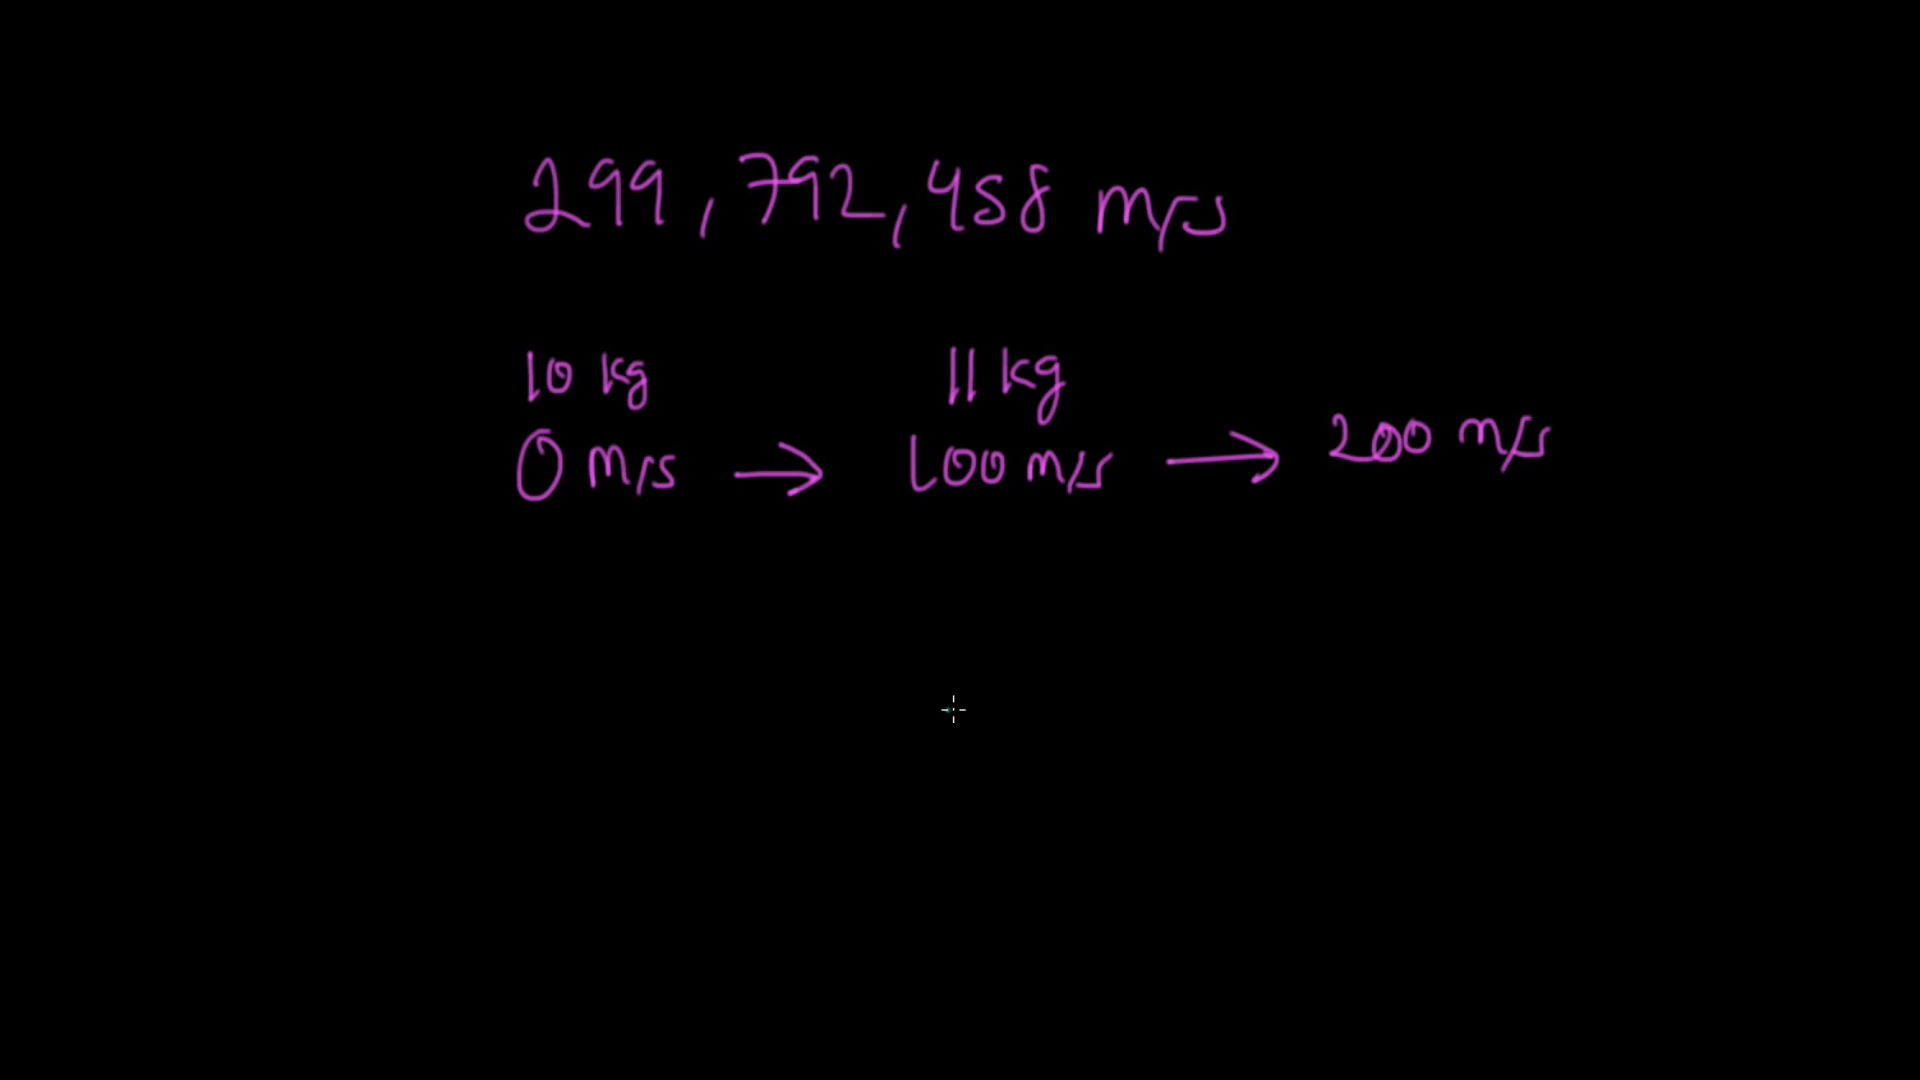 299,792,458 m/s
10 kg 11 kg
0 m/s → 100 m/s → 200 m/s